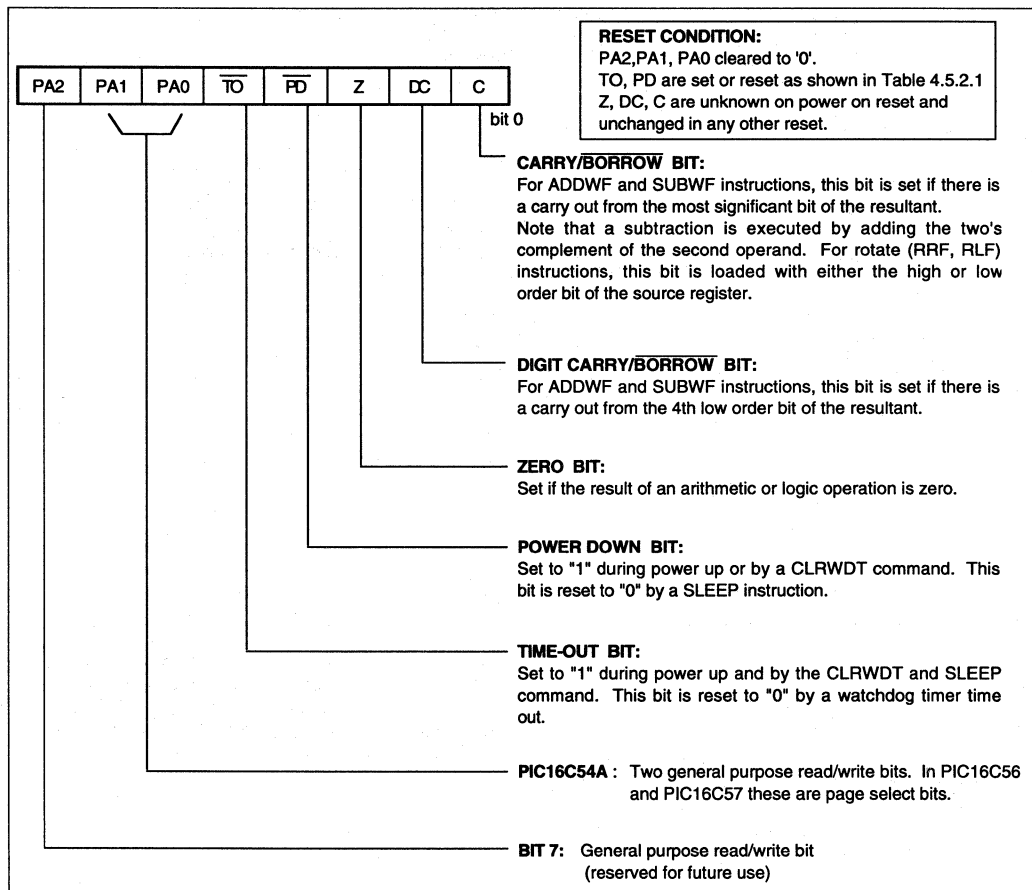 RESET CONDITION:
PA2,PA1, PA0 cleared to '0'.
TO, PD are set or reset as shown in Table 4.5.2.1
Z, DC, C are unknown on power on reset and
unchanged in any other reset.
PA2 PA1 PA0 T̅O̅ P̅D̅ Z DC C
bit 0
CARRY/B̅O̅R̅R̅O̅W̅ BIT:
For ADDWF and SUBWF instructions, this bit is set if there is
a carry out from the most significant bit of the resultant.
Note that a subtraction is executed by adding the two's
complement of the second operand. For rotate (RRF, RLF)
instructions, this bit is loaded with either the high or low
order bit of the source register.
DIGIT CARRY/B̅O̅R̅R̅O̅W̅ BIT:
For ADDWF and SUBWF instructions, this bit is set if there is
a carry out from the 4th low order bit of the resultant.
ZERO BIT:
Set if the result of an arithmetic or logic operation is zero.
POWER DOWN BIT:
Set to "1" during power up or by a CLRWDT command. This
bit is reset to "0" by a SLEEP instruction.
TIME-OUT BIT:
Set to "1" during power up and by the CLRWDT and SLEEP
command. This bit is reset to "0" by a watchdog timer time
out.
PIC16C54A : Two general purpose read/write bits. In PIC16C56
and PIC16C57 these are page select bits.
BIT 7: General purpose read/write bit
(reserved for future use)